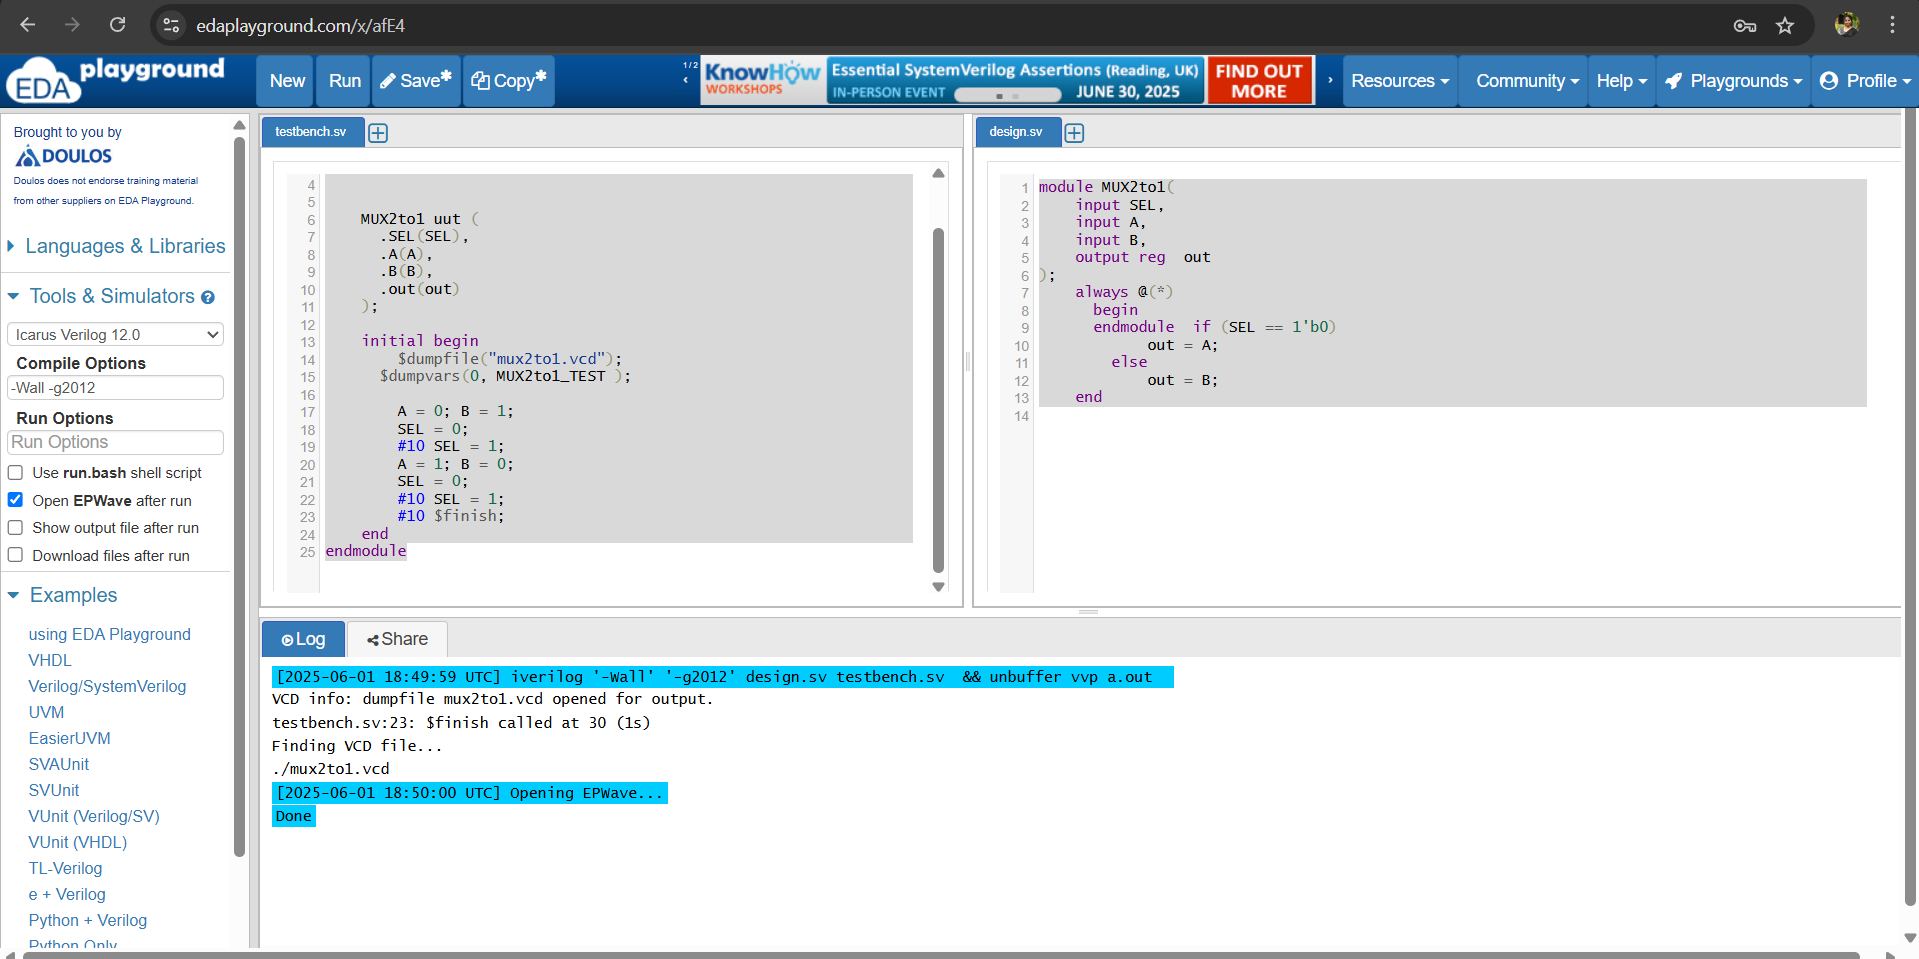 edaplayground.com/x/afE4
EDA playground
New
Run
Save*
Copy*
1/2
KnowHow
WORKSHOPS
Essential SystemVerilog Assertions (Reading, UK)
IN-PERSON EVENT
JUNE 30, 2025
FIND OUT
MORE
Resources
Community
Help
Playgrounds
Profile
Brought to you by
DOULOS
Doulos does not endorse training material
from other suppliers on EDA Playground.
Languages & Libraries
Tools & Simulators
Icarus Verilog 12.0
Compile Options
-Wall -g2012
Run Options
Run Options
Use run.bash shell script
Open EPWave after run
Show output file after run
Download files after run
Examples
using EDA Playground
VHDL
Verilog/SystemVerilog
UVM
EasierUVM
SVAUnit
SVUnit
VUnit (Verilog/SV)
VUnit (VHDL)
TL-Verilog
e + Verilog
Python + Verilog
Python Only
testbench.sv
4
5
6 MUX2to1 uut (
7 .SEL(SEL),
8 .A(A),
9 .B(B),
10 .out(out)
11 );
12
13 initial begin
14 $dumpfile("mux2to1.vcd");
15 $dumpvars(0, MUX2to1_TEST );
16
17 A = 0; B = 1;
18 SEL = 0;
19 #10 SEL = 1;
20 A = 1; B = 0;
21 SEL = 0;
22 #10 SEL = 1;
23 #10 $finish;
24 end
25 endmodule
design.sv
1 module MUX2to1(
2 input SEL,
3 input A,
4 input B,
5 output reg  out
6 );
7 always @(*)
8 begin
9 endmodule  if (SEL == 1'b0)
10 out = A;
11 else
12 out = B;
13 end
14
Log
Share
[2025-06-01 18:49:59 UTC] iverilog '-Wall' '-g2012' design.sv testbench.sv  && unbuffer vvp a.out
VCD info: dumpfile mux2to1.vcd opened for output.
testbench.sv:23: $finish called at 30 (1s)
Finding VCD file...
./mux2to1.vcd
[2025-06-01 18:50:00 UTC] Opening EPWave...
Done